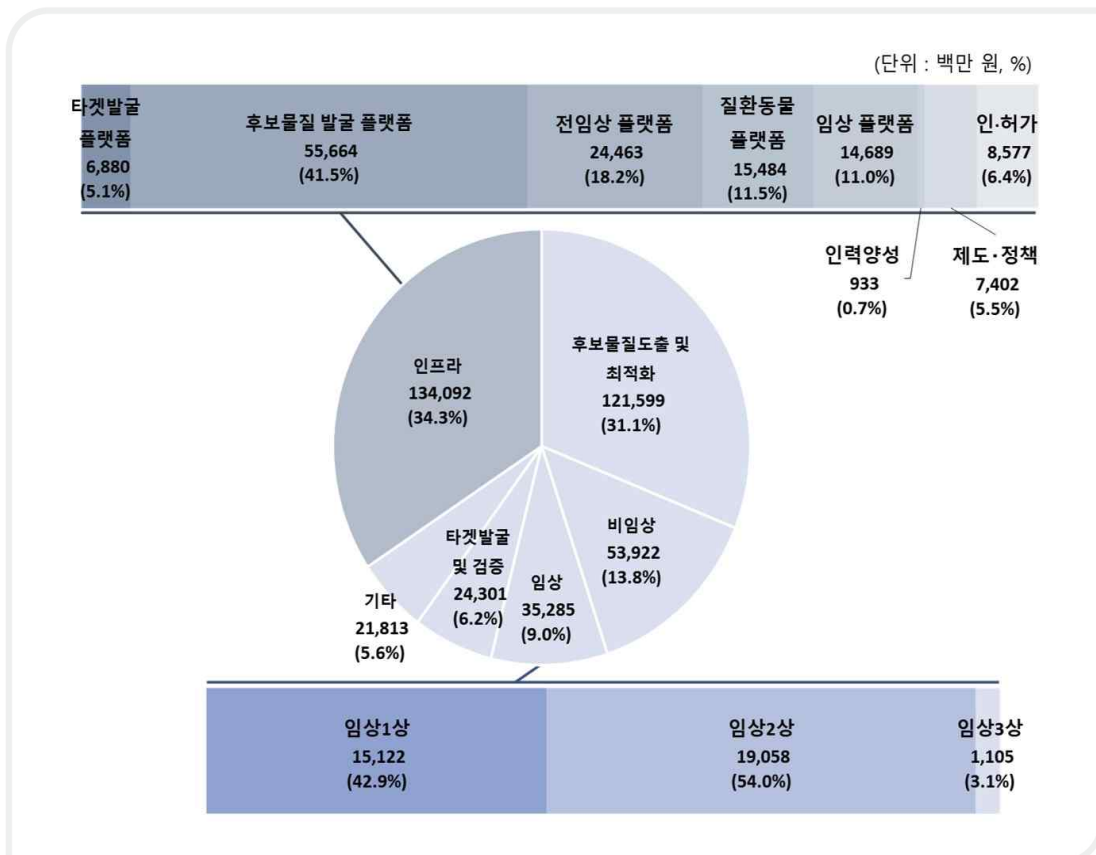 (단위 : 백만 원, %)
타겟발굴
플랫폼
6,880
(5.1%)
후보물질 발굴 플랫폼
55,664
(41.5%)
전임상 플랫폼
24,463
(18.2%)
질환동물
플랫폼
15,484
(11.5%)
임상 플랫폼
14,689
(11.0%)
인·허가
8,577
(6.4%)
인력양성
933
(0.7%)
제도·정책
7,402
(5.5%)
인프라
134,092
(34.3%)
후보물질도출 및
최적화
121,599
(31.1%)
비임상
53,922
(13.8%)
임상
35,285
(9.0%)
타겟발굴
및 검증
24,301
(6.2%)
기타
21,813
(5.6%)
임상1상
15,122
(42.9%)
임상2상
19,058
(54.0%)
임상3상
1,105
(3.1%)